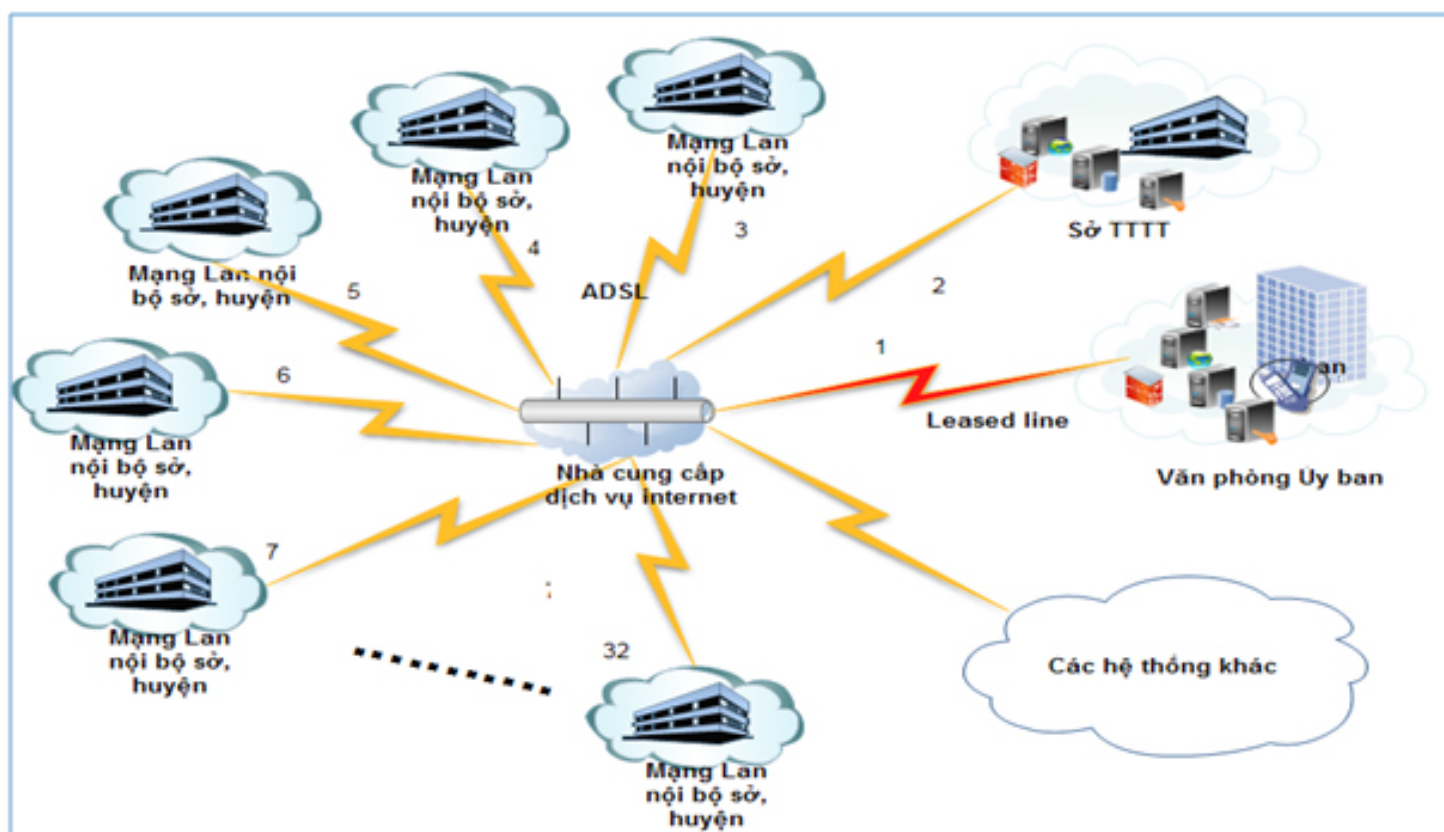 Mạng Lan
nội bộ sở,
huyện
3
Mạng Lan
nội bộ sở,
huyện
4
Mạng Lan nội
bộ sở, huyện
5
ADSL
Sở TTTT
2
1
Leased line
Văn phòng Ủy ban
6
Mạng Lan
nội bộ sở,
huyện
Nhà cung cấp
dịch vụ internet
7
Mạng Lan
nội bộ sở,
huyện
32
Mạng Lan
nội bộ sở,
huyện
Các hệ thống khác